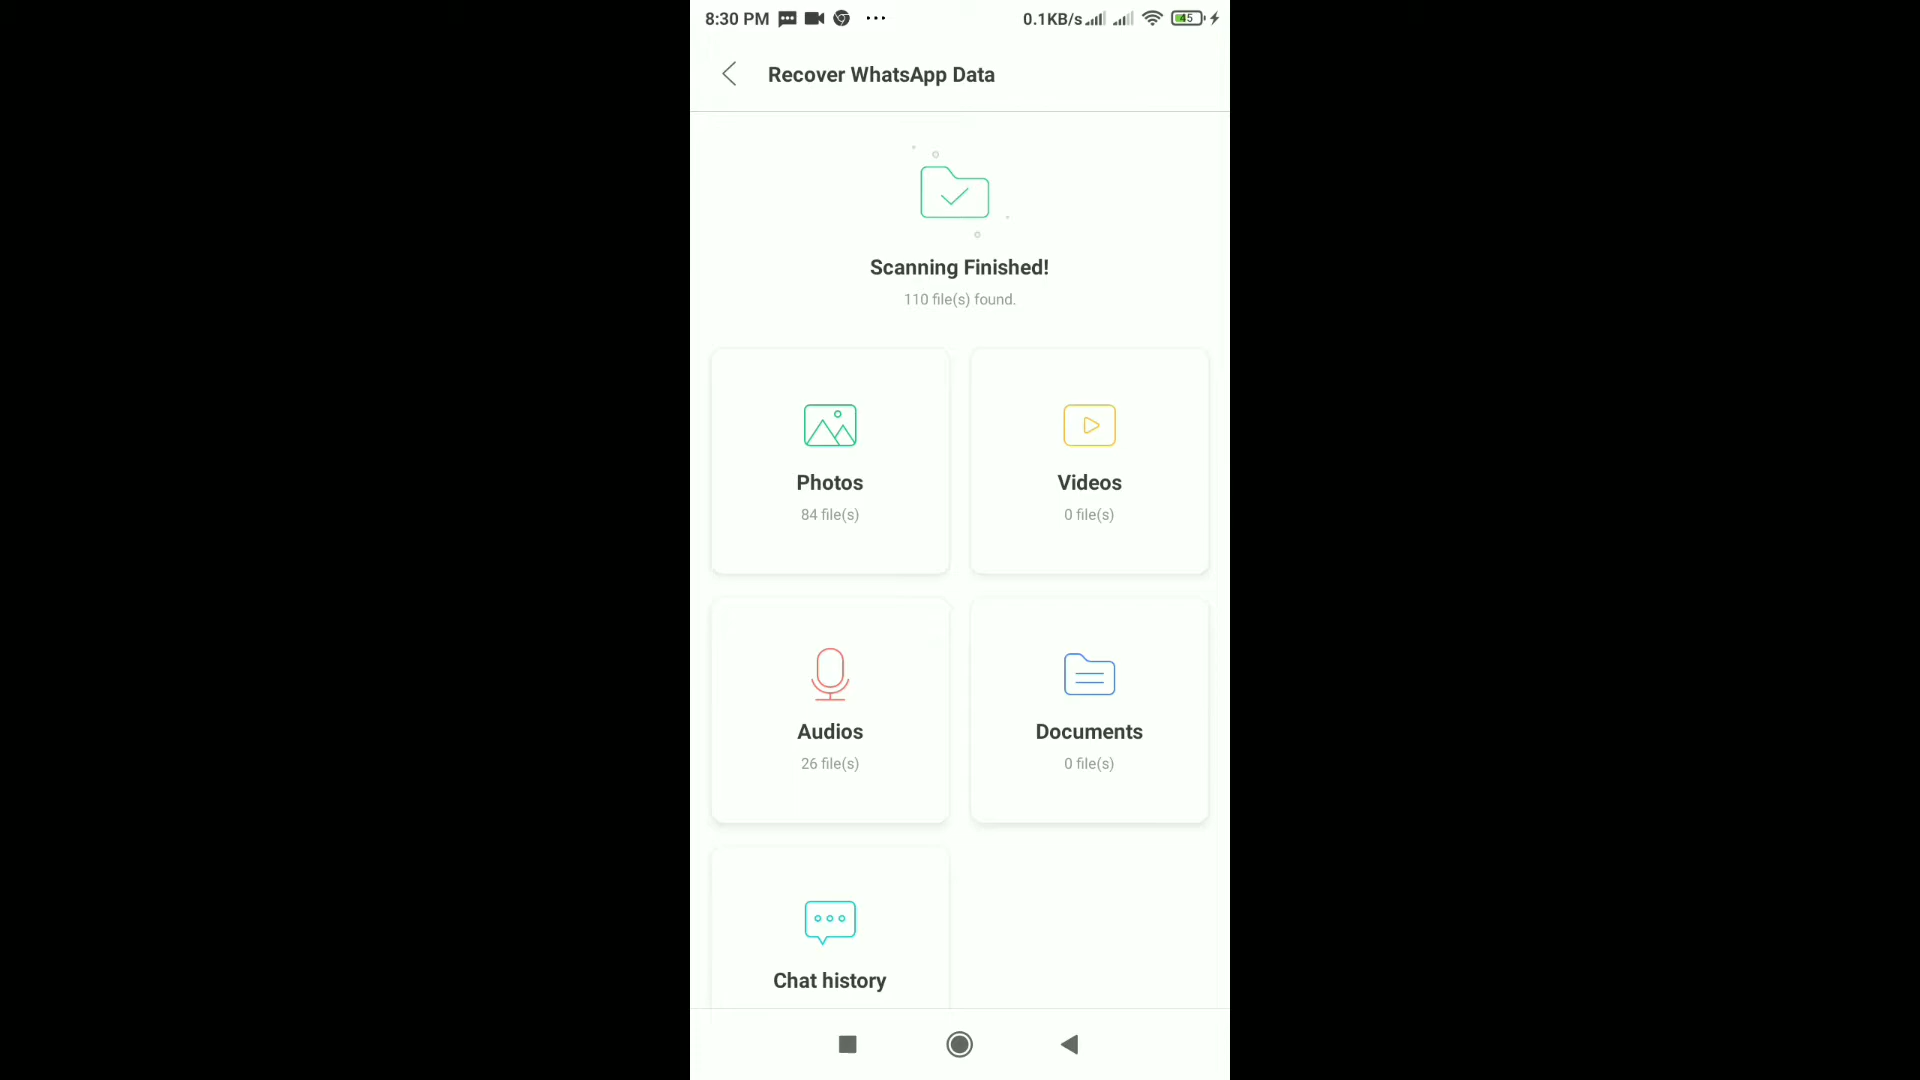 8:30 PM 0.1KB/s 45
Recover WhatsApp Data
Scanning Finished!
110 file(s) found.
Photos Videos
84 file(s) 0 file(s)
Audios Documents
26 file(s) 0 file(s)
Chat history